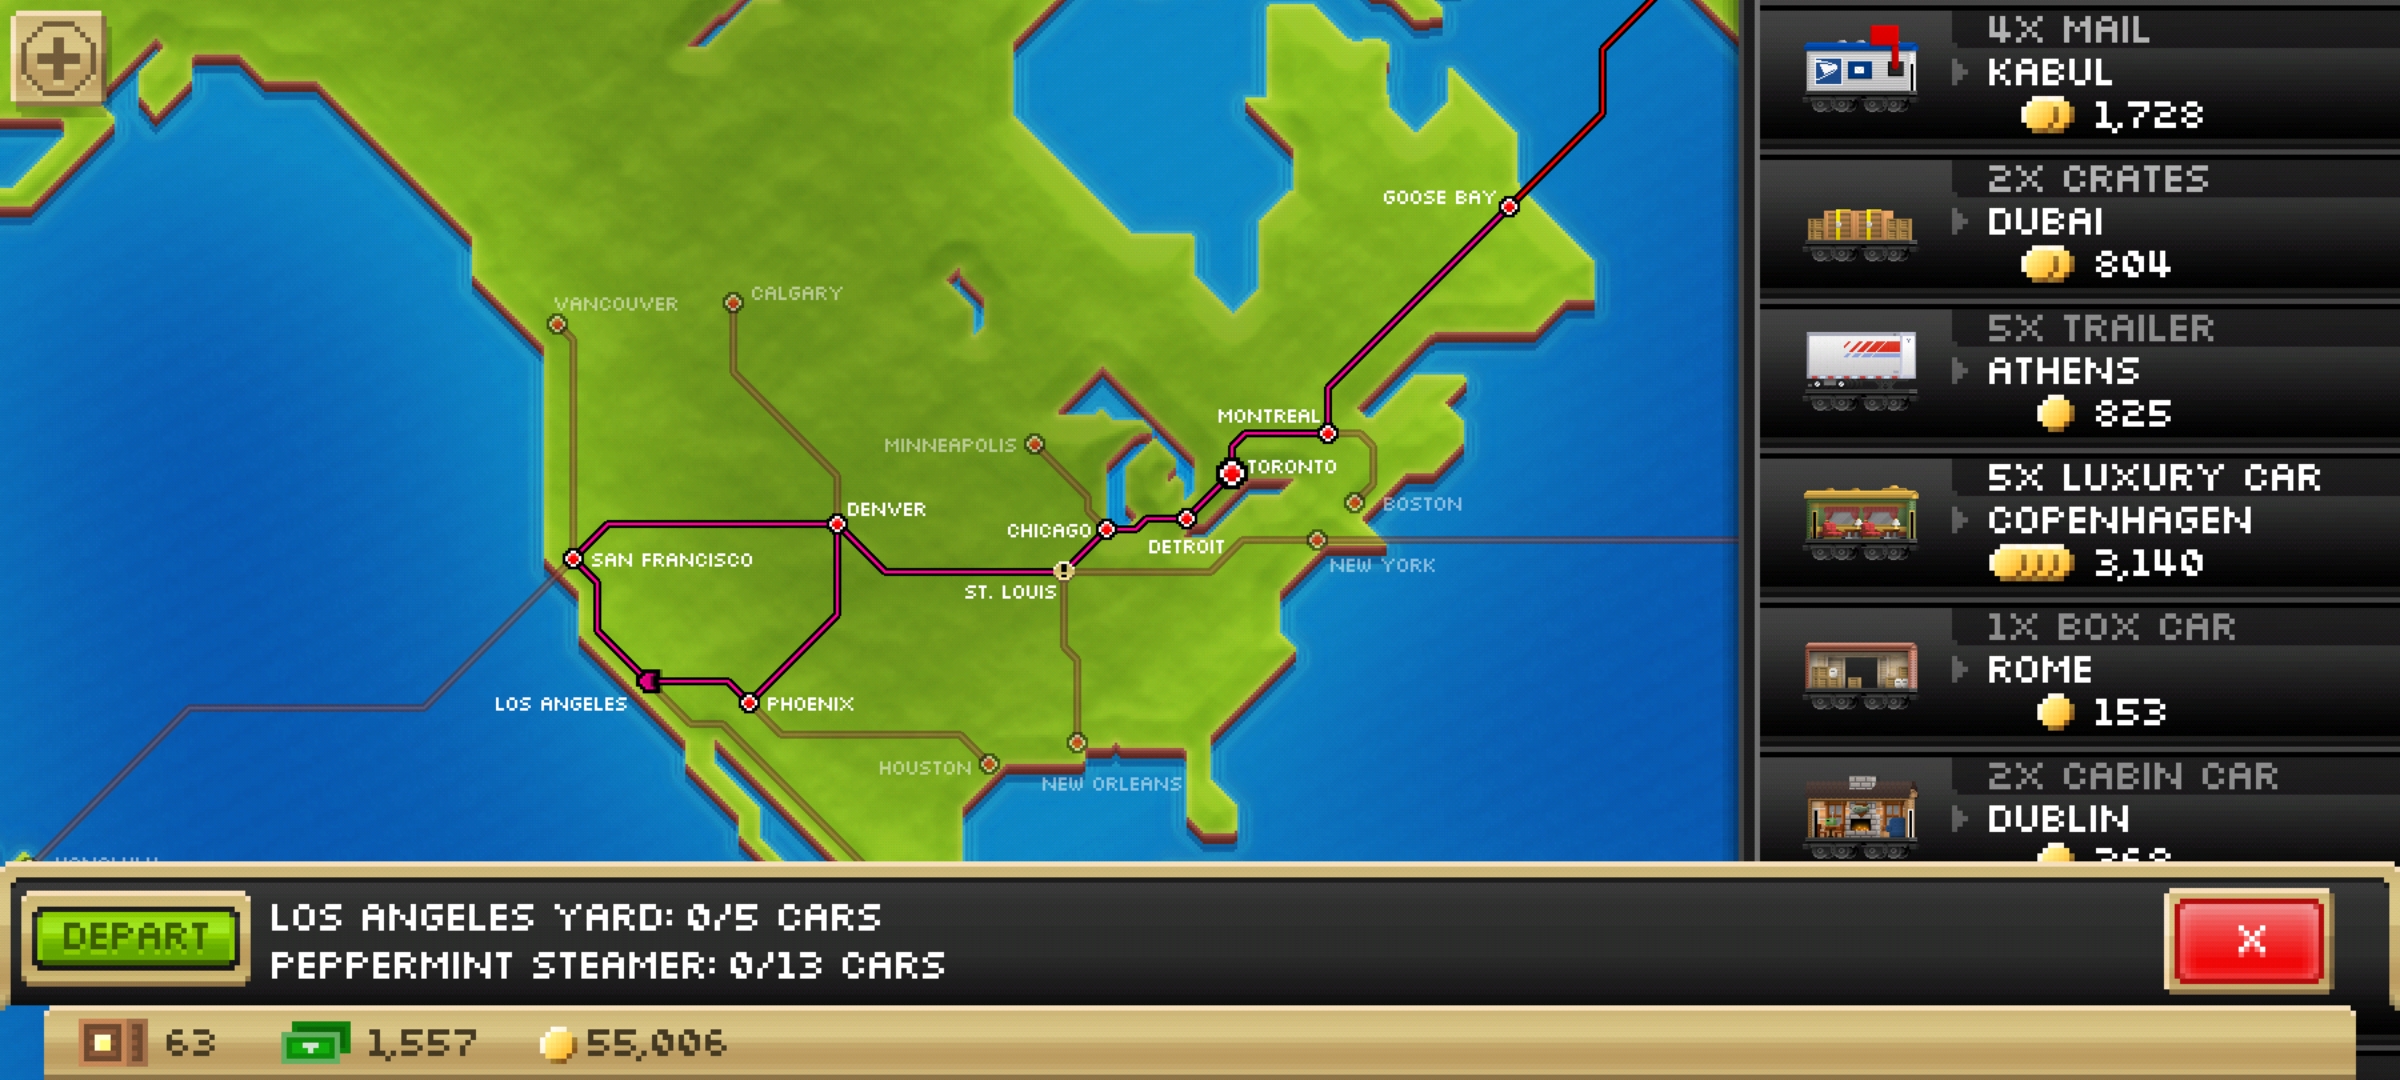 4X MAIL
KABUL
1,728
2X CRATES
DUBAI
804
5X TRAILER
ATHENS
825
5X LUXURY CAR
COPENHAGEN
3,140
1X BOX CAR
ROME
153
2X CABIN CAR
DUBLIN
GOOSE BAY
VANCOUVER
CALGARY
MONTREAL
MINNEAPOLIS
TORONTO
BOSTON
DENVER
CHICAGO
DETROIT
SAN FRANCISCO
NEW YORK
ST. LOUIS
LOS ANGELES
PHOENIX
HOUSTON
NEW ORLEANS
HONOLULU
DEPART
LOS ANGELES YARD: 0/5 CARS
PEPPERMINT STEAMER: 0/13 CARS
X
63
1,557
55,006